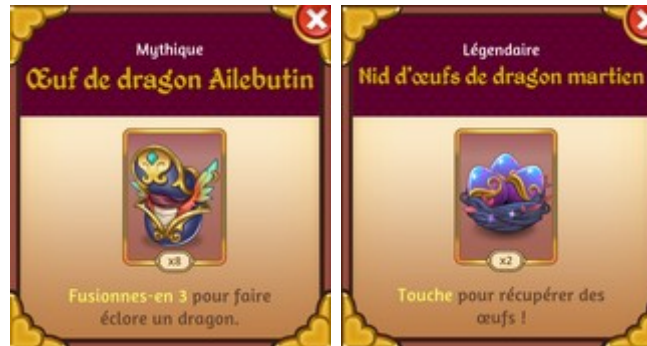 Mythique
Œuf de dragon Ailebutin
x8
Fusionnes-en 3 pour faire
éclore un dragon.
Légendaire
Nid d'œufs de dragon martien
x2
Touche pour récupérer des
œufs !